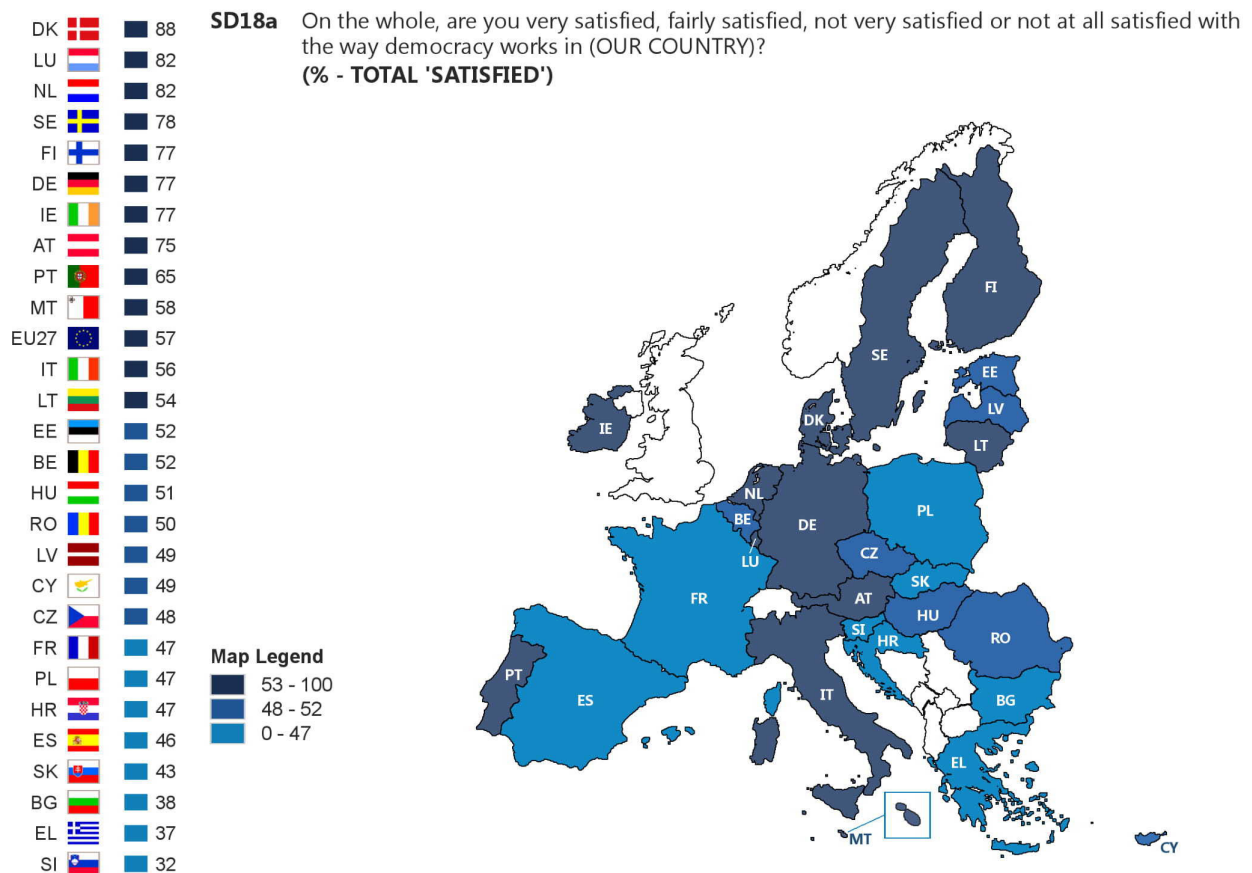 SD18a On the whole, are you very satisfied, fairly satisfied, not very satisfied or not at all satisfied with
the way democracy works in (OUR COUNTRY)?
(% - TOTAL 'SATISFIED')
DK 88
LU 82
NL 82
SE 78
FI 77
DE 77
IE 77
AT 75
PT 65
MT 58
EU27 57
IT 56
LT 54
EE 52
BE 52
HU 51
RO 50
LV 49
CY 49
CZ 48
FR 47
PL 47
HR 47
ES 46
SK 43
BG 38
EL 37
SI 32
Map Legend
53 - 100
48 - 52
0 - 47
FI
SE
EE
LV
DK
IE
LT
NL
PL
BE
DE
CZ
LU
SK
FR
AT
HU
SI
HR
RO
PT
IT
ES
BG
EL
MT
CY